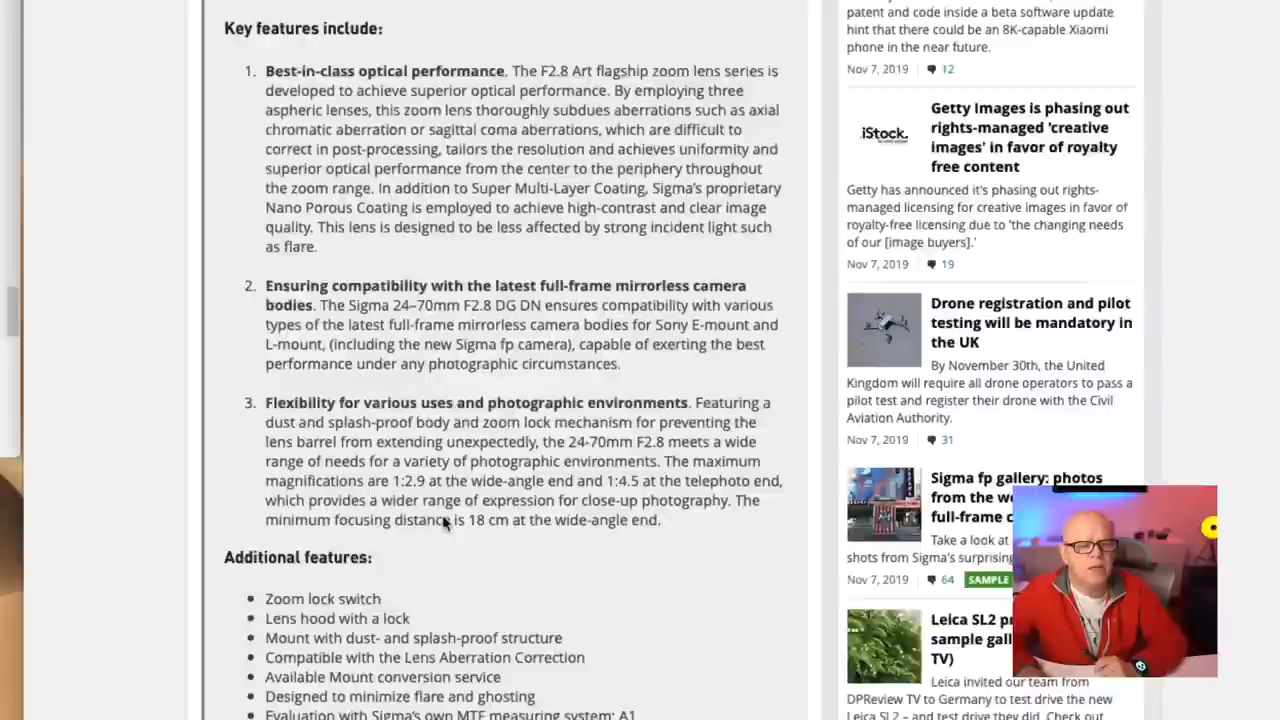 Key features include:
1. Best-in-class optical performance. The F2.8 Art flagship zoom lens series is
developed to achieve superior optical performance. By employing three
aspheric lenses, this zoom lens thoroughly subdues aberrations such as axial
chromatic aberration or sagittal coma aberrations, which are difficult to
correct in post-processing, tailors the resolution and achieves uniformity and
superior optical performance from the center to the periphery throughout
the zoom range. In addition to Super Multi-Layer Coating, Sigma's proprietary
Nano Porous Coating is employed to achieve high-contrast and clear image
quality. This lens is designed to be less affected by strong incident light such
as flare.
2. Ensuring compatibility with the latest full-frame mirrorless camera
bodies. The Sigma 24–70mm F2.8 DG DN ensures compatibility with various
types of the latest full-frame mirrorless camera bodies for Sony E-mount and
L-mount, (including the new Sigma fp camera), capable of exerting the best
performance under any photographic circumstances.
3. Flexibility for various uses and photographic environments. Featuring a
dust and splash-proof body and zoom lock mechanism for preventing the
lens barrel from extending unexpectedly, the 24-70mm F2.8 meets a wide
range of needs for a variety of photographic environments. The maximum
magnifications are 1:2.9 at the wide-angle end and 1:4.5 at the telephoto end,
which provides a wider range of expression for close-up photography. The
minimum focusing distance is 18 cm at the wide-angle end.
Additional features:
• Zoom lock switch
• Lens hood with a lock
• Mount with dust- and splash-proof structure
• Compatible with the Lens Aberration Correction
• Available Mount conversion service
• Designed to minimize flare and ghosting
• Evaluation with Sigma's own MTF measuring system: A1
patent and code inside a beta software update
hint that there could be an 8K-capable Xiaomi
phone in the near future.
Nov 7, 2019 12
iStock.
Getty Images is phasing out
rights-managed 'creative
images' in favor of royalty
free content
Getty has announced it's phasing out rights-
managed licensing for creative images in favor of
royalty-free licensing due to 'the changing needs
of our [image buyers].'
Nov 7, 2019 19
Drone registration and pilot
testing will be mandatory in
the UK
By November 30th, the United
Kingdom will require all drone operators to pass a
pilot test and register their drone with the Civil
Aviation Authority.
Nov 7, 2019 31
Sigma fp gallery: photos
from the
full-frame
Take a look at
shots from Sigma's surprising
Nov 7, 2019 64 SAMPLE
Leica SL2
sample
TV)
Leica invited our team from
DPReview TV to Germany to test drive the new
Leica SL2 – and test drive they did. Check out